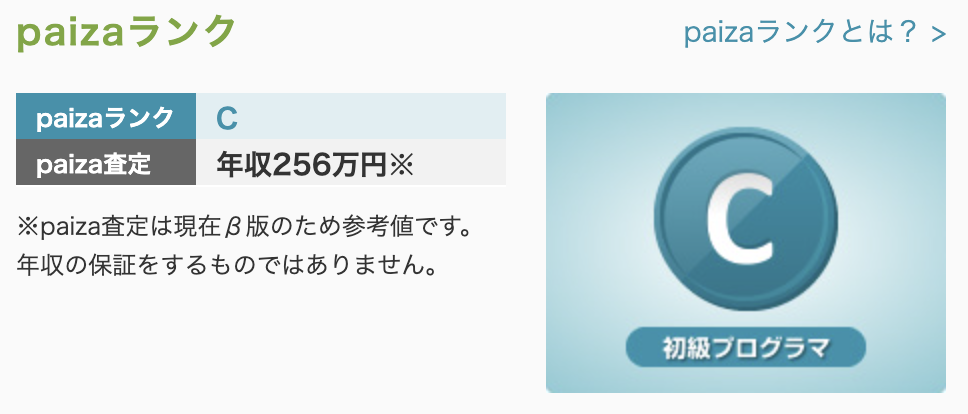 paizaランク
paizaランクとは？ >
paizaランク C
paiza査定 年収256万円※
※paiza査定は現在β版のため参考値です。
年収の保証をするものではありません。
C
初級プログラマ